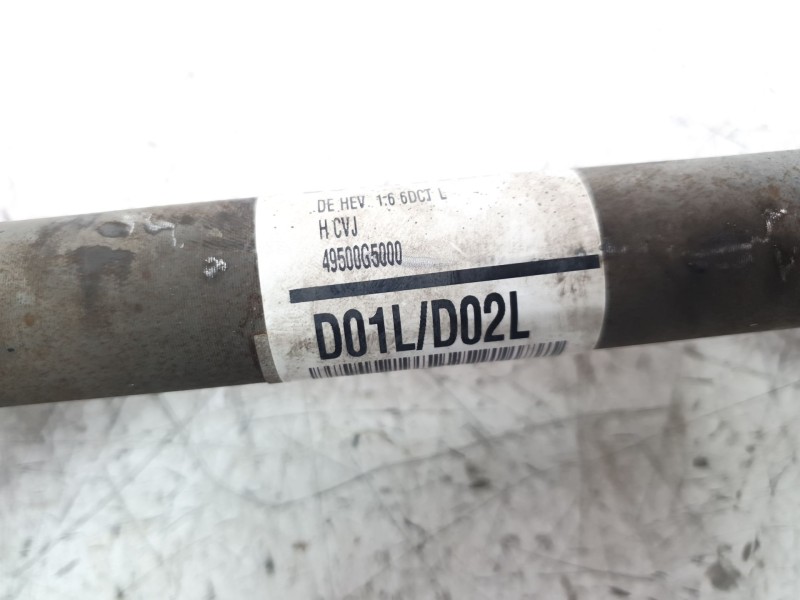 DE HEV 1.6 6DCT L
H CVJ
49500G5000
D01L/D02L